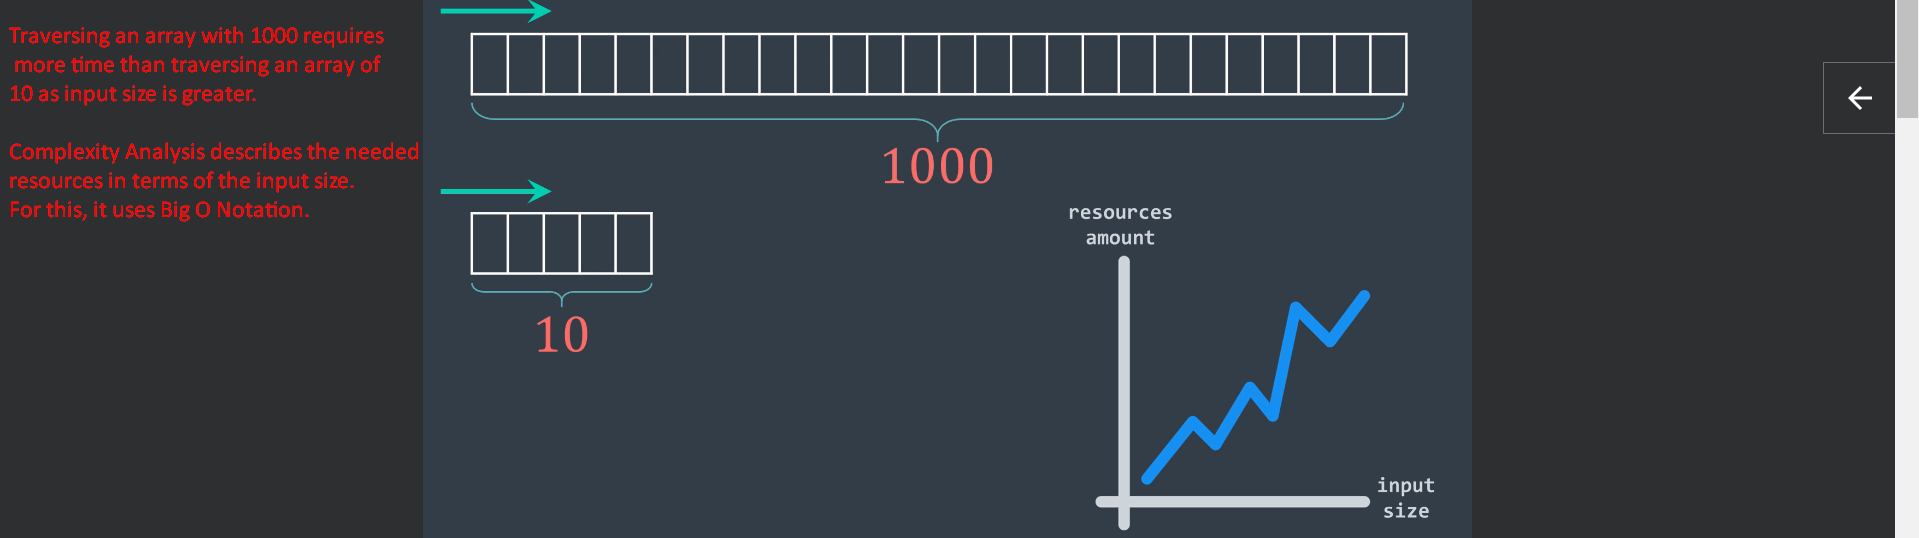 Traversing an array with 1000 requires
more time than traversing an array of
10 as input size is greater.
Complexity Analysis describes the needed
resources in terms of the input size.
For this, it uses Big O Notation.
1000
10
resources
amount
input
size